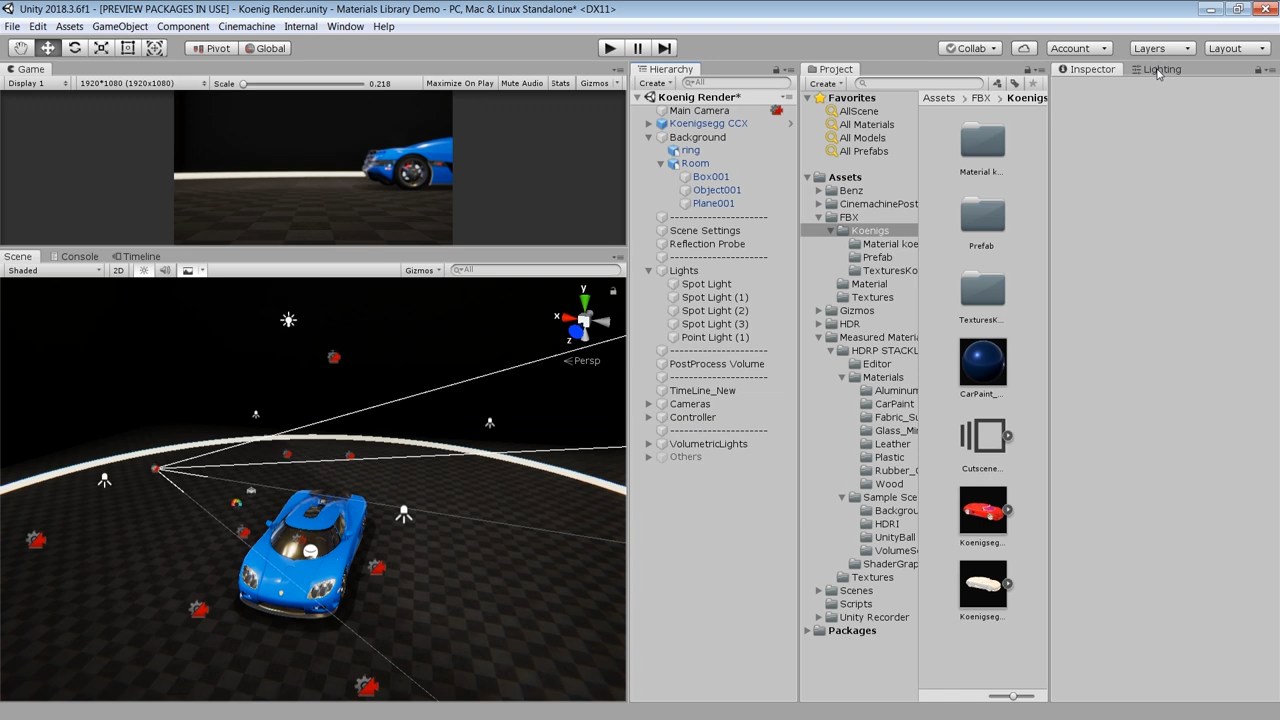 Unity 2018.3.6f1 - [PREVIEW PACKAGES IN USE] - Koenig Render.unity - Materials Library Demo - PC, Mac & Linux Standalone* <DX11>
File Edit Assets GameObject Component Cinemachine Internal Window Help
Pivot Global Collab Account Layers Layout
Game
Display 1 1920*1080 (1920x1080) Scale 0.218 Maximize On Play Mute Audio Stats Gizmos
Scene Console Timeline
Shaded 2D Gizmos All
y
x
z
Persp
Hierarchy
Create All
Koenig Render*
Main Camera
Koenigsegg CCX
Background
ring
Room
Box001
Object001
Plane001
--------------------
Scene Settings
Reflection Probe
--------------------
Lights
Spot Light
Spot Light (1)
Spot Light (2)
Spot Light (3)
Point Light (1)
--------------------
PostProcess Volume
--------------------
TimeLine_New
Cameras
Controller
--------------------
VolumetricLights
Others
Project
Create
Favorites
AllScene
All Materials
All Models
All Prefabs
Assets
Benz
CinemachinePost
FBX
Koenigs
Material koe
Prefab
TexturesKo
Material
Textures
Gizmos
HDR
Measured Materia
HDRP STACKL
Editor
Materials
Aluminum
CarPaint
Fabric_Su
Glass_Mir
Leather
Plastic
Rubber_C
Wood
Sample Sce
Backgrou
HDRI
UnityBall
VolumeSe
ShaderGrap
Textures
Scenes
Scripts
Unity Recorder
Packages
Assets FBX Koenigs
Material k...
Prefab
TexturesK...
CarPaint_...
Cutscene...
Koenigseg...
Koenigseg...
Inspector Lighting